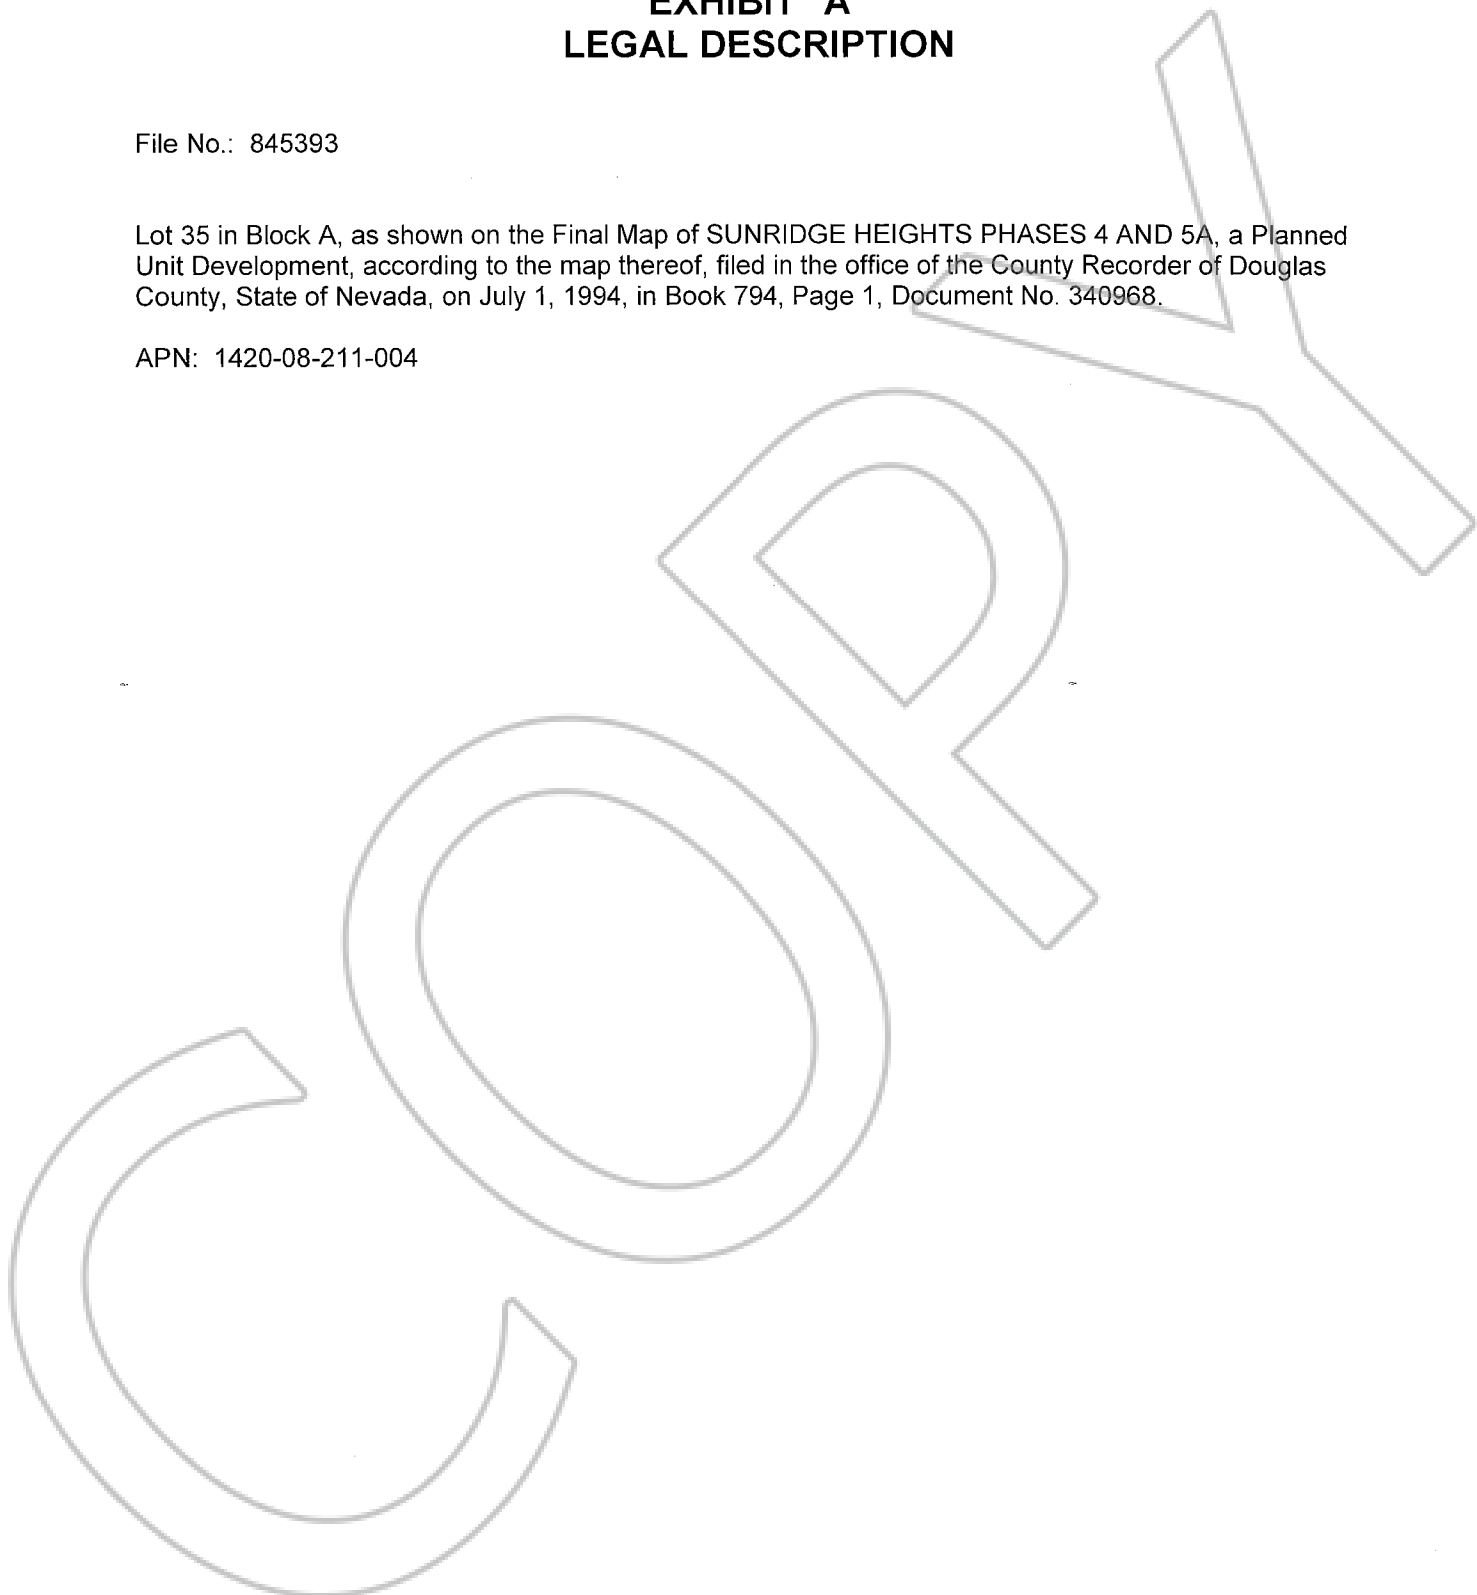 EXHIBIT "A"
LEGAL DESCRIPTION
File No.: 845393
Lot 35 in Block A, as shown on the Final Map of SUNRIDGE HEIGHTS PHASES 4 AND 5A, a Planned
Unit Development, according to the map thereof, filed in the office of the County Recorder of Douglas
County, State of Nevada, on July 1, 1994, in Book 794, Page 1, Document No. 340968.
APN: 1420-08-211-004
COPY